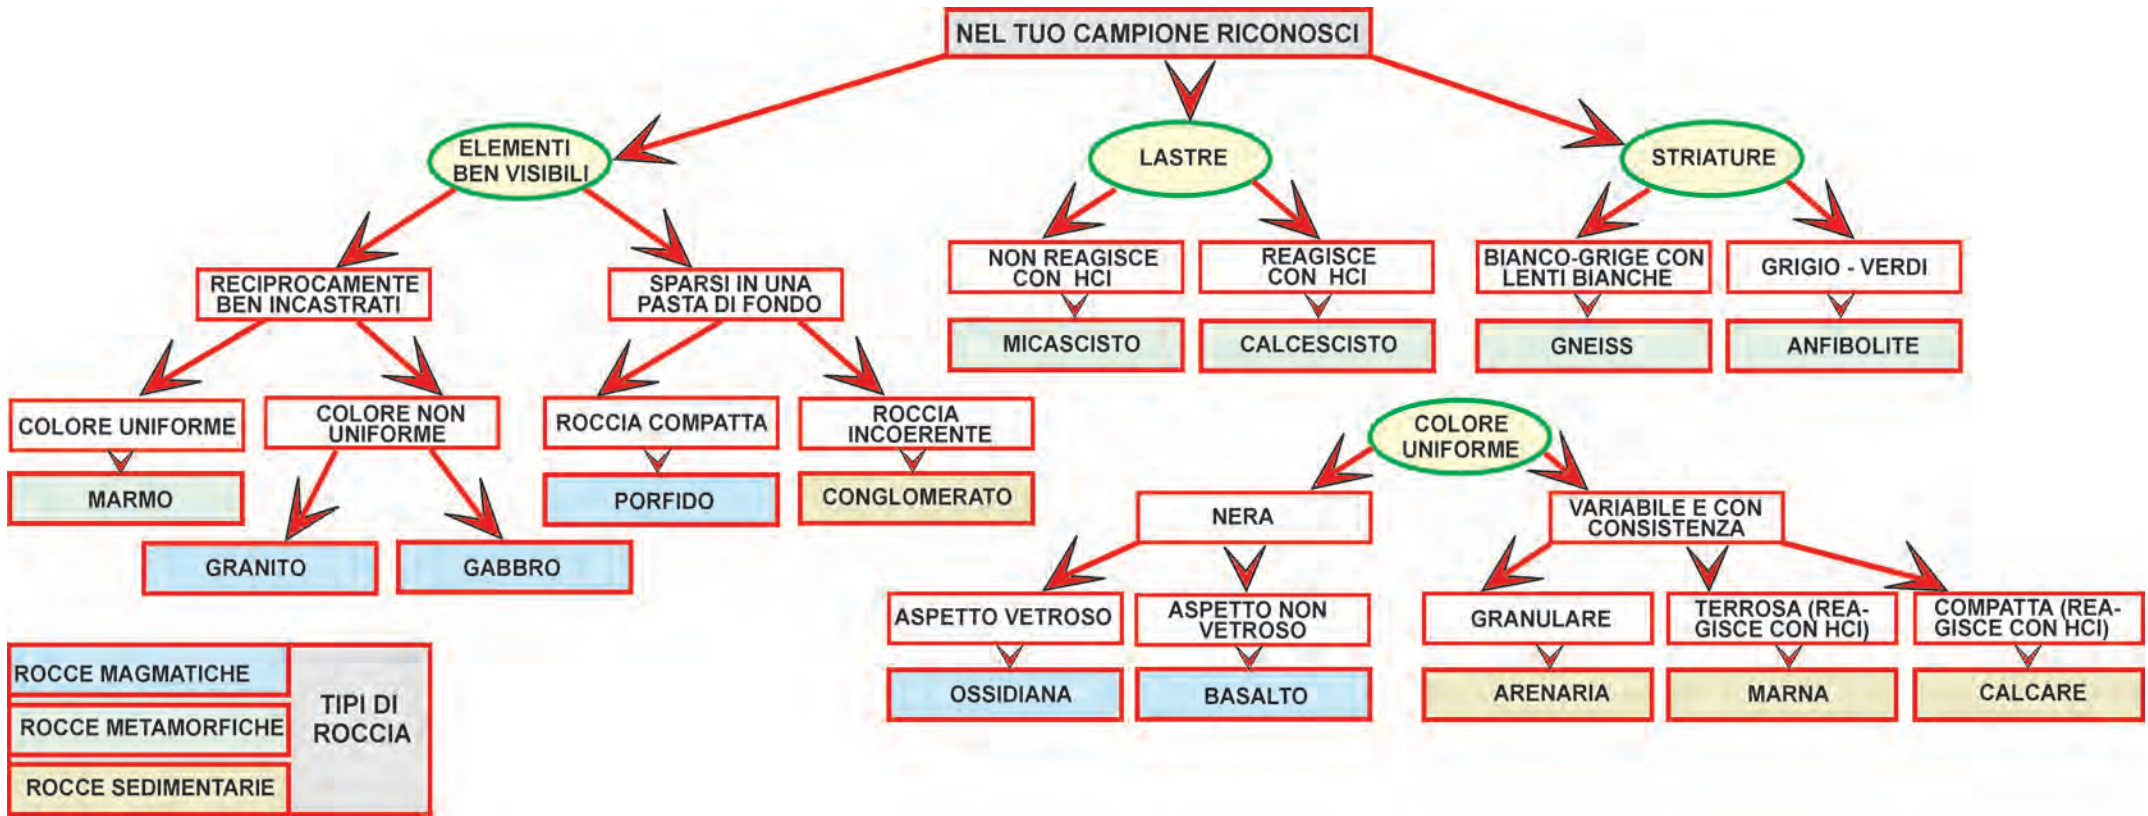 NEL TUO CAMPIONE RICONOSCI
ELEMENTI
BEN VISIBILI
LASTRE
STRIATURE
RECIPROCAMENTE
BEN INCASTRATI
SPARSI IN UNA
PASTA DI FONDO
NON REAGISCE
CON HCI
REAGISCE
CON HCI
BIANCO-GRIGE CON
LENTI BIANCHE
GRIGIO - VERDI
MICASCISTO
CALCESCISTO
GNEISS
ANFIBOLITE
COLORE UNIFORME
COLORE NON
UNIFORME
ROCCIA COMPATTA
ROCCIA
INCOERENTE
COLORE
UNIFORME
MARMO
PORFIDO
CONGLOMERATO
NERA
VARIABILE E CON
CONSISTENZA
GRANITO
GABBRO
ASPETTO VETROSO
ASPETTO NON
VETROSO
GRANULARE
TERROSA (REA-
GISCE CON HCI)
COMPATTA (REA-
GISCE CON HCI)
OSSIDIANA
BASALTO
ARENARIA
MARNA
CALCARE
ROCCE MAGMATICHE
ROCCE METAMORFICHE
ROCCE SEDIMENTARIE
TIPI DI
ROCCIA